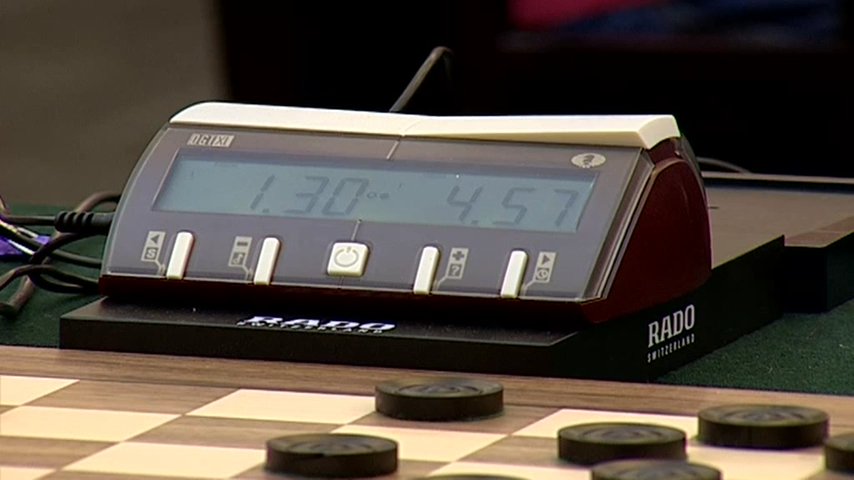 DGT XL
1.30 4.57
S
?
RADO
SWITZERLAND
RADO
SWITZERLAND